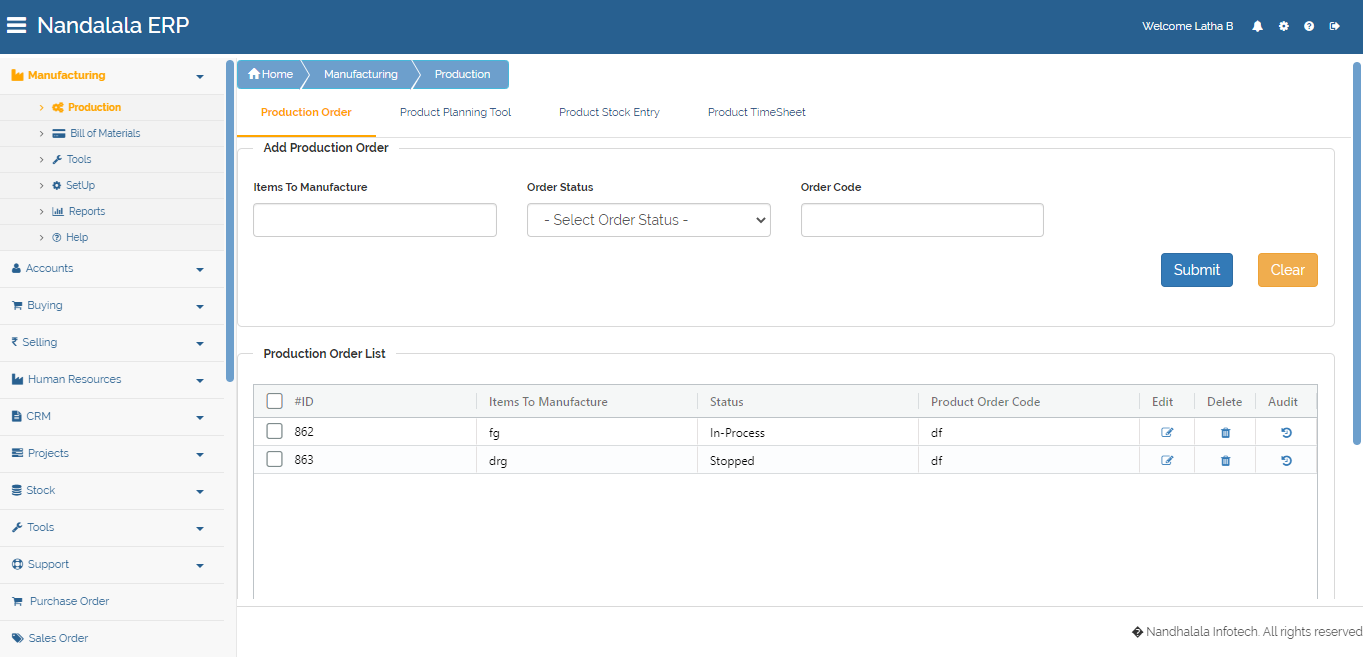 Nandalala ERP
Welcome Latha B
Manufacturing
Production
Bill of Materials
Tools
SetUp
Reports
Help
Accounts
Buying
₹ Selling
Human Resources
CRM
Projects
Stock
Tools
Support
Purchase Order
Sales Order
Home Manufacturing Production
Production Order Product Planning Tool Product Stock Entry Product TimeSheet
Add Production Order
Items To Manufacture Order Status Order Code
- Select Order Status -
Submit Clear
Production Order List
#ID Items To Manufacture Status Product Order Code Edit Delete Audit
862 fg In-Process df
863 drg Stopped df
� Nandhalala Infotech. All rights reserved